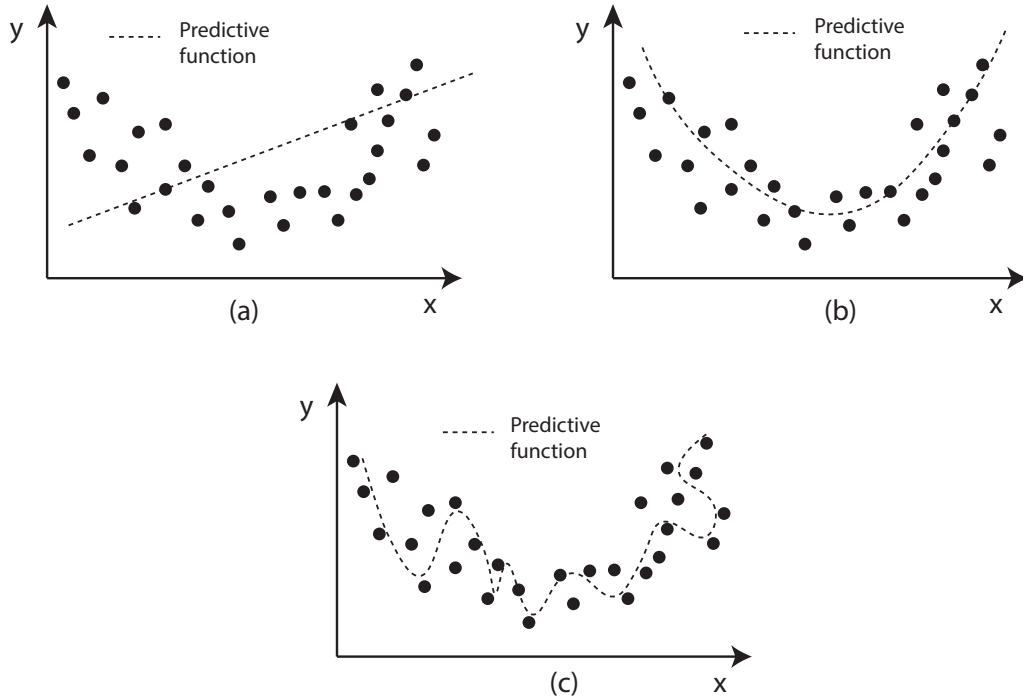 y
Predictive
function
x
(a)
y
Predictive
function
x
(b)
y
Predictive
function
x
(c)